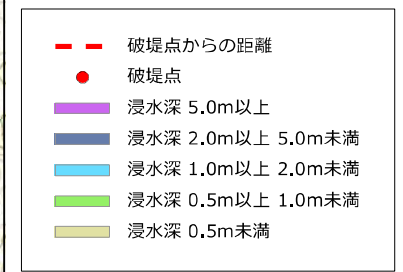 破堤点からの距離
破堤点
浸水深 5.0m以上
浸水深 2.0m以上 5.0m未満
浸水深 1.0m以上 2.0m未満
浸水深 0.5m以上 1.0m未満
浸水深 0.5m未満